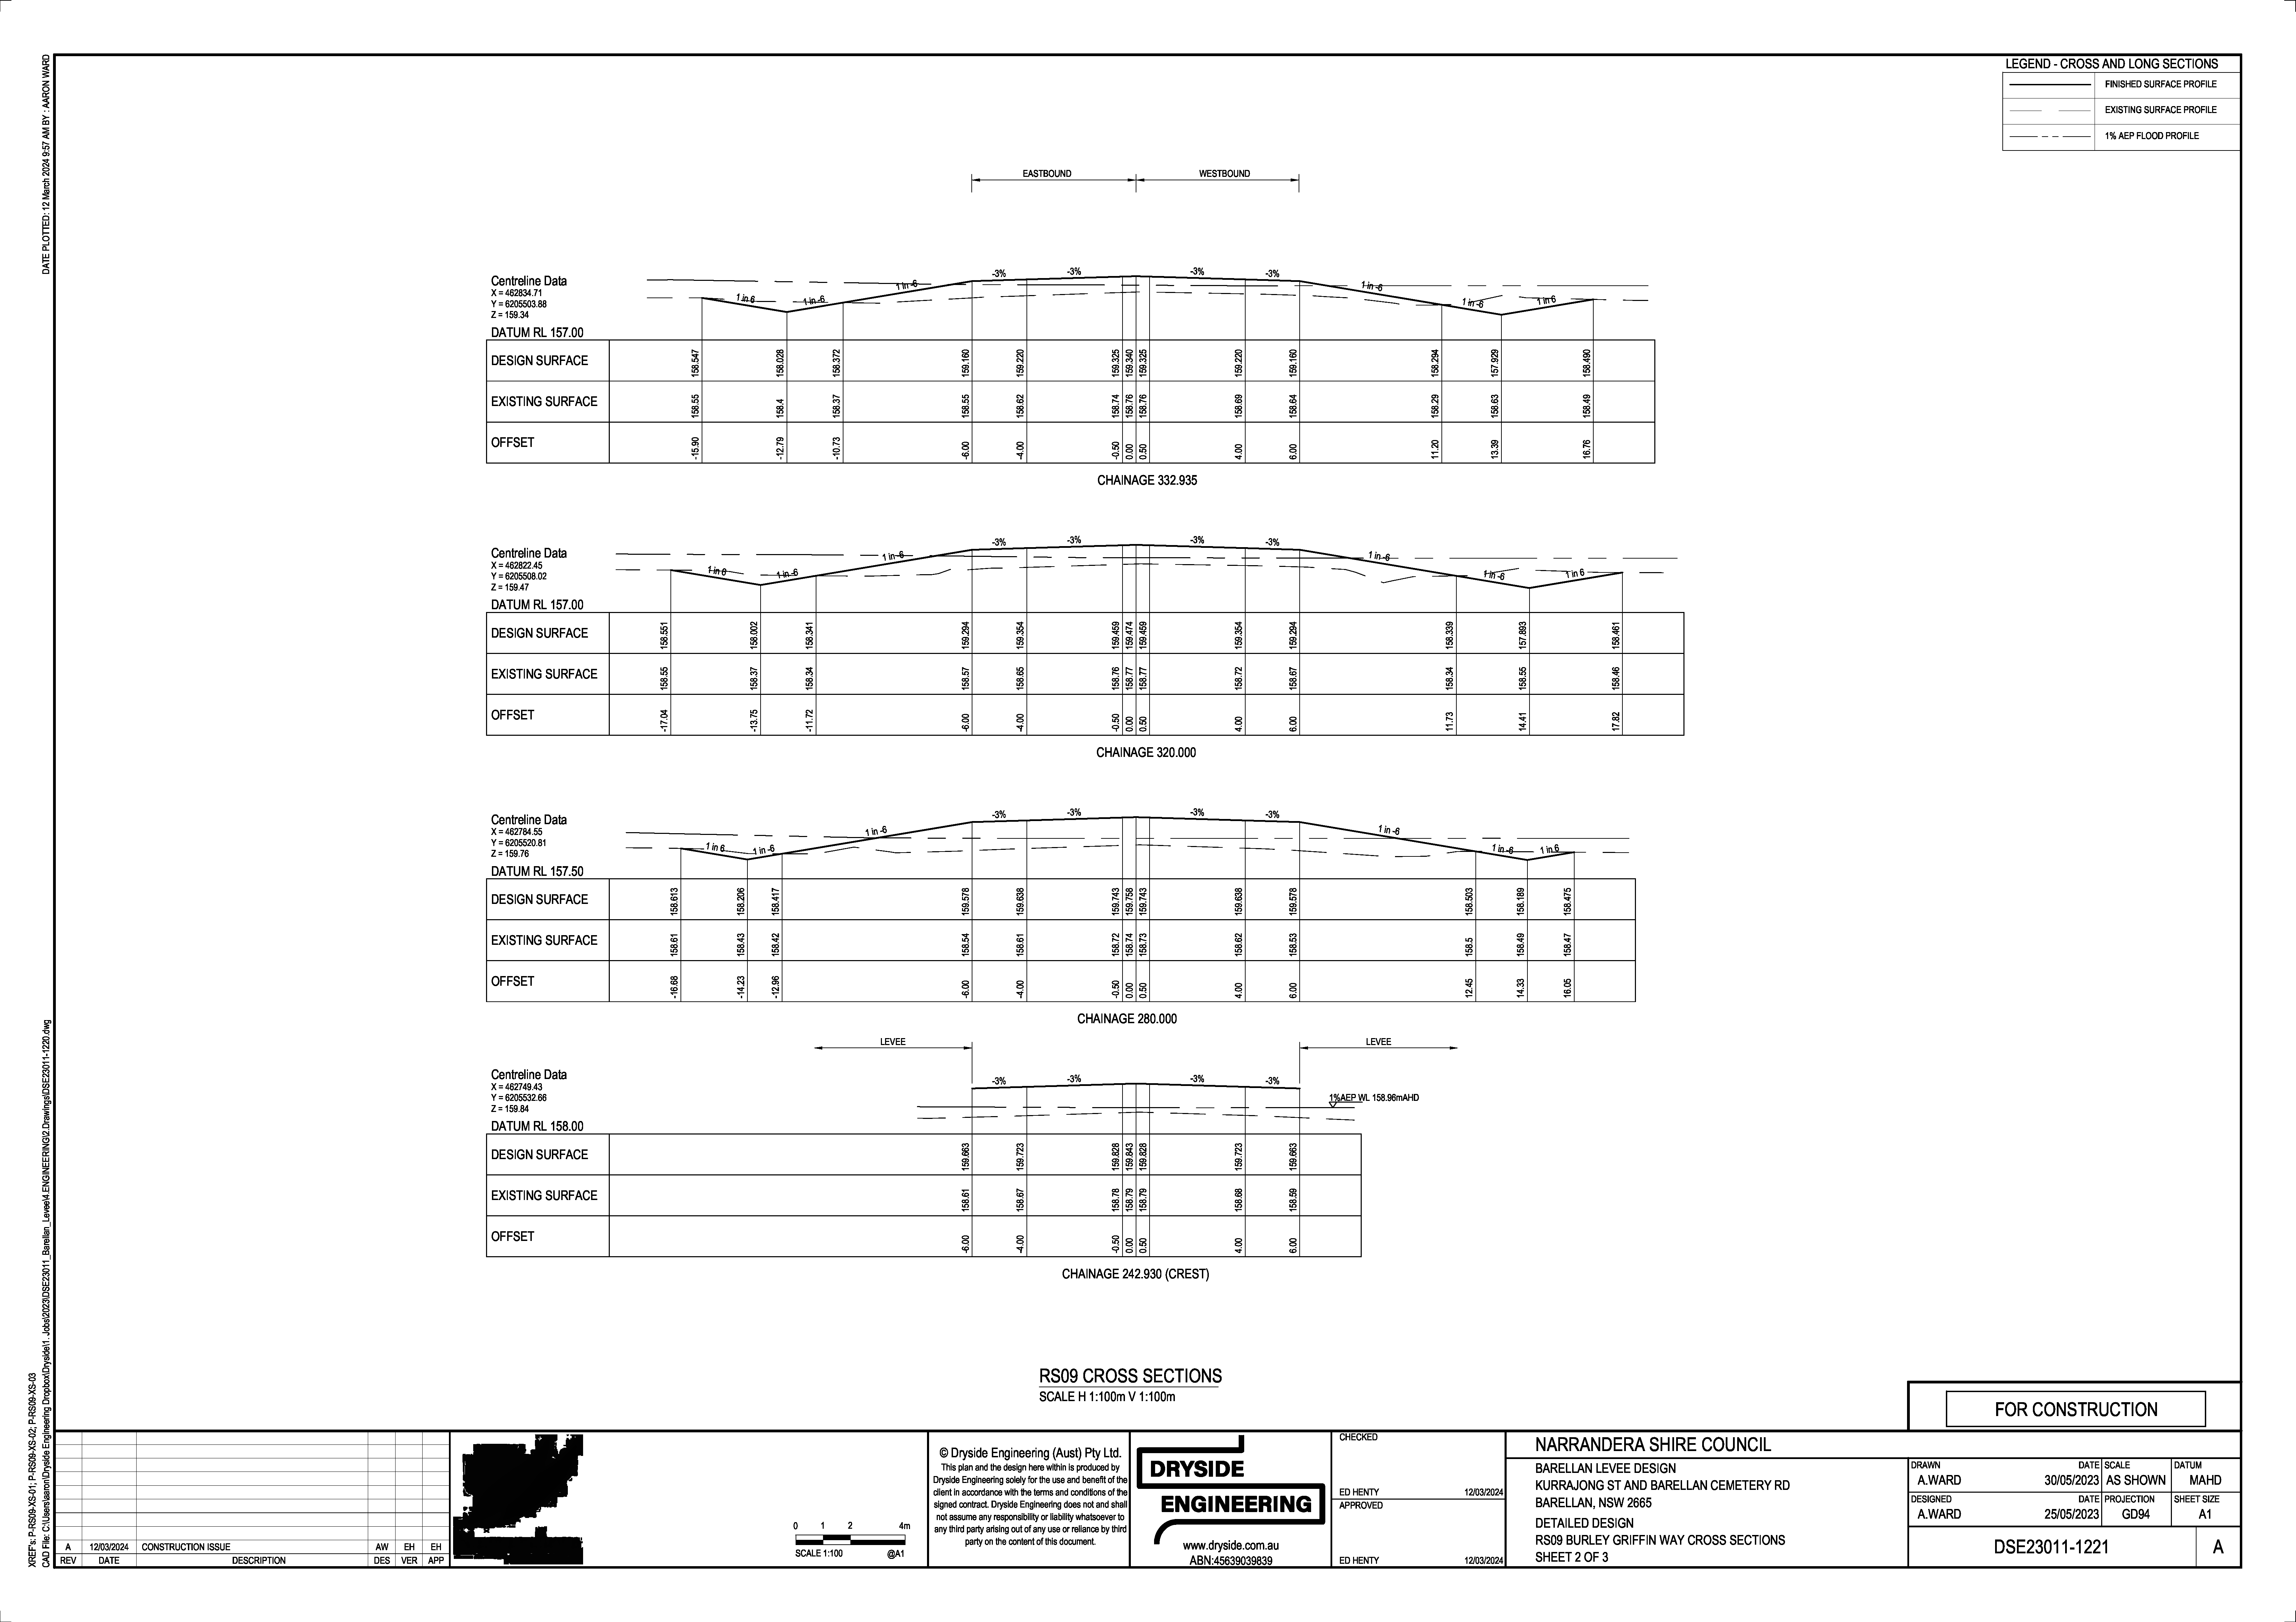 LEGEND - CROSS AND LONG SECTIONS
FINISHED SURFACE PROFILE
EXISTING SURFACE PROFILE
1% AEP FLOOD PROFILE
DATE PLOTTED: 12 March 2024 9:57 AM BY : AARON WARD
EASTBOUND WESTBOUND
-3% -3% -3% -3%
1 in 6 1 in -6 1 in -6 1 in -6 1 in -6 1 in 6
Centreline Data
X = 462834.71
Y = 6205503.88
Z = 159.34
DATUM RL 157.00
DESIGN SURFACE 158.547 158.028 158.372 159.160 159.220 159.325 159.340 159.325 159.220 159.160 158.294 157.929 158.490
EXISTING SURFACE 158.55 158.4 158.37 158.55 158.62 158.74 158.76 158.76 158.69 158.64 158.29 158.63 158.49
OFFSET -15.90 -12.79 -10.73 -6.00 -4.00 -0.50 0.00 0.50 4.00 6.00 11.20 13.39 16.76
CHAINAGE 332.935
-3% -3% -3% -3%
1 in 6 1 in -6 1 in -6 1 in -6 1 in -6 1 in 6
Centreline Data
X = 462822.45
Y = 6205508.02
Z = 159.47
DATUM RL 157.00
DESIGN SURFACE 158.551 158.002 158.341 159.294 159.354 159.459 159.474 159.459 159.354 159.294 158.339 157.893 158.461
EXISTING SURFACE 158.55 158.37 158.34 158.57 158.65 158.76 158.77 158.77 158.72 158.67 158.34 158.55 158.46
OFFSET -17.04 -13.75 -11.72 -6.00 -4.00 -0.50 0.00 0.50 4.00 6.00 11.73 14.41 17.82
CHAINAGE 320.000
-3% -3% -3% -3%
1 in 6 1 in -6 1 in -6 1 in -6 1 in -6 1 in 6
Centreline Data
X = 462784.55
Y = 6205520.81
Z = 159.76
DATUM RL 157.50
DESIGN SURFACE 158.613 158.206 158.417 159.578 159.638 159.743 159.758 159.743 159.638 159.578 158.503 158.189 158.475
EXISTING SURFACE 158.61 158.43 158.42 158.54 158.61 158.72 158.74 158.73 158.62 158.53 158.5 158.49 158.47
OFFSET -16.68 -14.23 -12.96 -6.00 -4.00 -0.50 0.00 0.50 4.00 6.00 12.45 14.33 16.05
CHAINAGE 280.000
LEVEE LEVEE
-3% -3% -3% -3%
1%AEP WL 158.96mAHD
Centreline Data
X = 462749.43
Y = 6205532.66
Z = 159.84
DATUM RL 158.00
DESIGN SURFACE 159.663 159.723 159.828 159.843 159.828 159.723 159.663
EXISTING SURFACE 158.61 158.67 158.78 158.79 158.79 158.68 158.59
OFFSET -6.00 -4.00 -0.50 0.00 0.50 4.00 6.00
CHAINAGE 242.930 (CREST)
RS09 CROSS SECTIONS
SCALE H 1:100m V 1:100m
XREF's: P-RS09-XS-01; P-RS09-XS-02; P-RS09-XS-03
CAD File: C:\Users\aaron\Dryside Engineering Dropbox\Dryside\1. Jobs\2023\DSE23011_Barellan_Levee\4.ENGINEERING\2.Drawings\DSE23011-1220.dwg
FOR CONSTRUCTION
A 12/03/2024 CONSTRUCTION ISSUE AW EH EH
REV DATE DESCRIPTION DES VER APP
0 1 2 4m
SCALE 1:100 @A1
© Dryside Engineering (Aust) Pty Ltd.
This plan and the design here within is produced by
Dryside Engineering solely for the use and benefit of the
client in accordance with the terms and conditions of the
signed contract. Dryside Engineering does not and shall
not assume any responsibility or liability whatsoever to
any third party arising out of any use or reliance by third
party on the content of this document.
DRYSIDE
ENGINEERING
www.dryside.com.au
ABN:45639039839
CHECKED
ED HENTY 12/03/2024
APPROVED
ED HENTY 12/03/2024
NARRANDERA SHIRE COUNCIL
BARELLAN LEVEE DESIGN
KURRAJONG ST AND BARELLAN CEMETERY RD
BARELLAN, NSW 2665
DETAILED DESIGN
RS09 BURLEY GRIFFIN WAY CROSS SECTIONS
SHEET 2 OF 3
DRAWN DATE SCALE DATUM
A.WARD 30/05/2023 AS SHOWN MAHD
DESIGNED DATE PROJECTION SHEET SIZE
A.WARD 25/05/2023 GD94 A1
DSE23011-1221 A